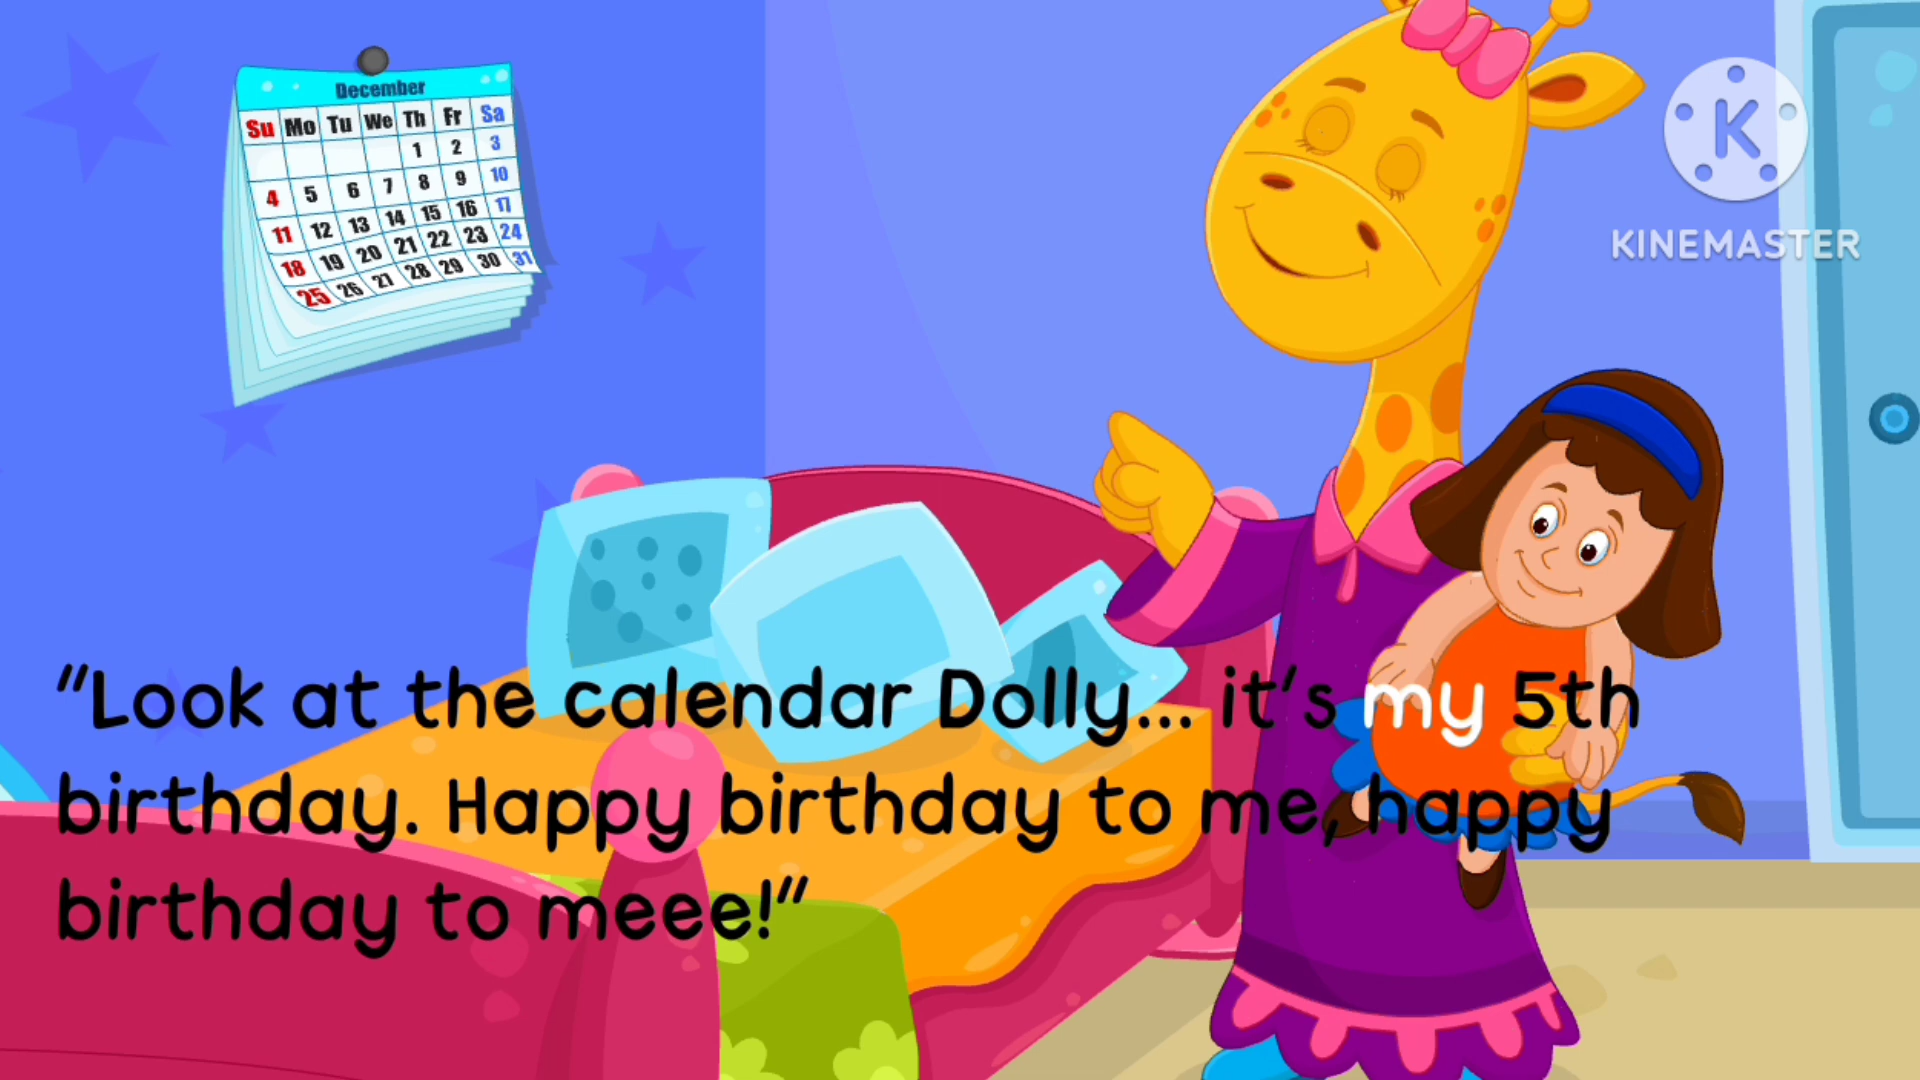 December
Su Mo Tu We Th Fr Sa
1 2 3
4 5 6 7 8 9 10
11 12 13 14 15 16 17
18 19 20 21 22 23 24
25 26 27 28 29 30 31
K
KINEMASTER
"Look at the calendar Dolly... it's my 5th
birthday. Happy birthday to me, happy
birthday to meee!"